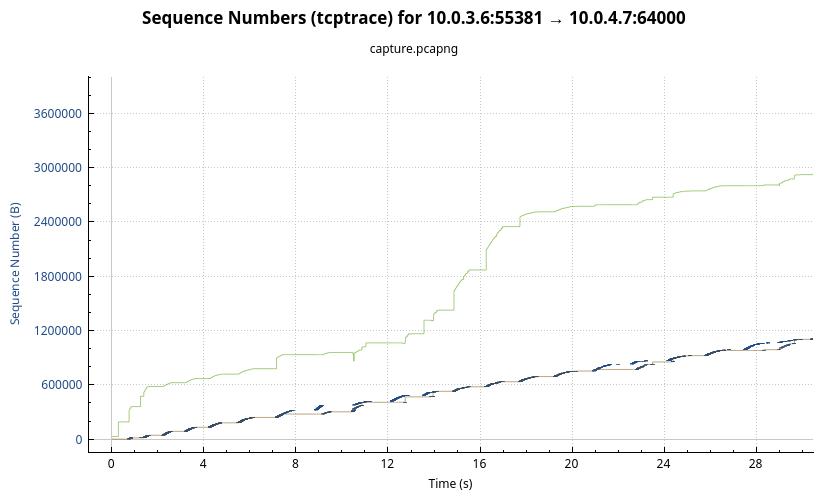 Sequence Numbers (tcptrace) for 10.0.3.6:55381 → 10.0.4.7:64000
capture.pcapng
3600000
3000000
2400000
1800000
1200000
600000
0
Sequence Number (B)
0 4 8 12 16 20 24 28
Time (s)